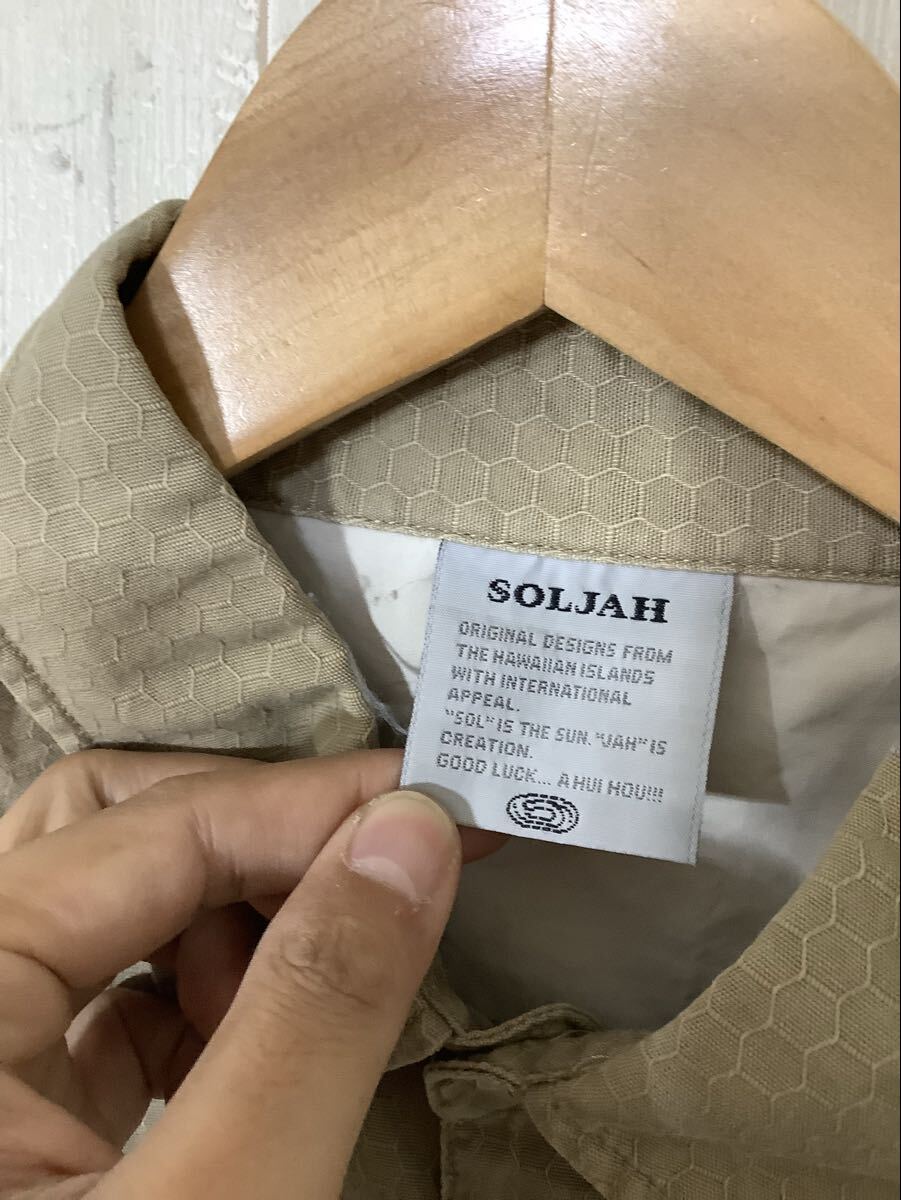 SOLJAH
ORIGINAL DESIGNS FROM
THE HAWAIIAN ISLANDS
WITH INTERNATIONAL
APPEAL.
"SOL" IS THE SUN. "JAH" IS
CREATION.
GOOD LUCK... A HUI HOU!!!